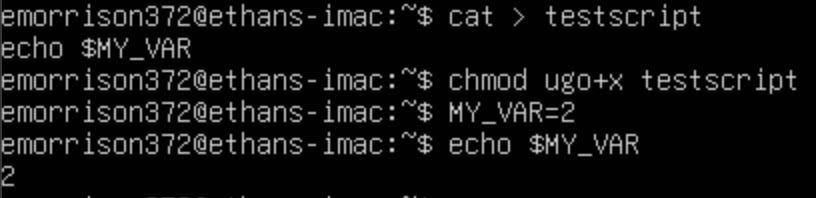 emorrison372@ethans-imac:~$ cat > testscript
echo $MY_VAR
emorrison372@ethans-imac:~$ chmod ugo+x testscript
emorrison372@ethans-imac:~$ MY_VAR=2
emorrison372@ethans-imac:~$ echo $MY_VAR
2